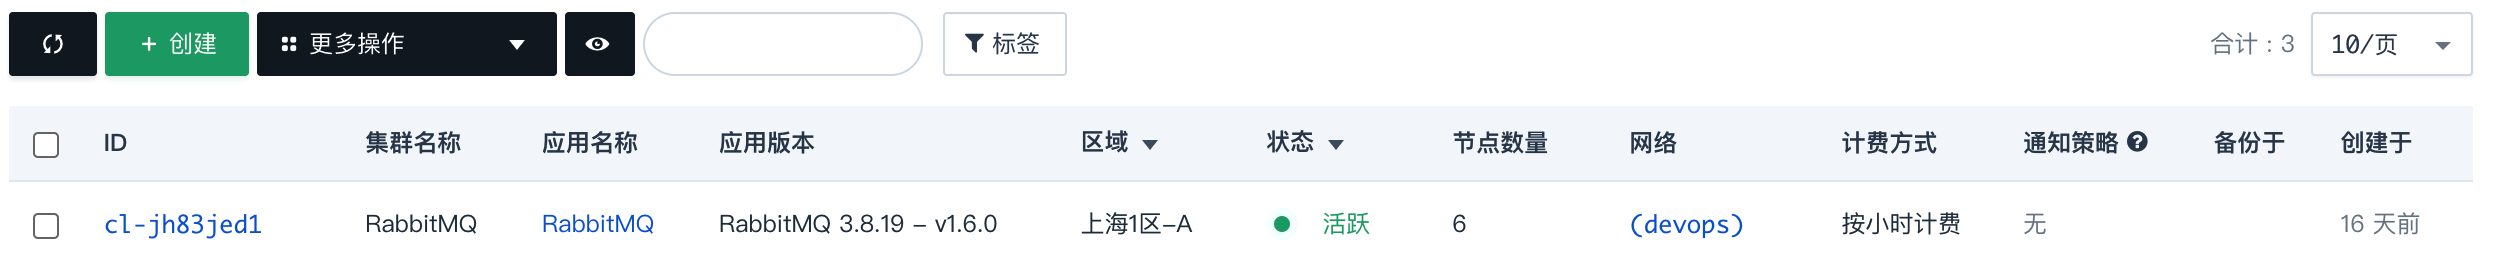 + 创建 更多操作 标签 合计：3 10/页
ID 集群名称 应用名称 应用版本 区域 状态 节点数量 网络 计费方式 通知策略 备份于 创建于
cl-jh83jed1 RabbitMQ RabbitMQ RabbitMQ 3.8.19 - v1.6.0 上海1区-A 活跃 6 (devops) 按小时计费 无 16 天前